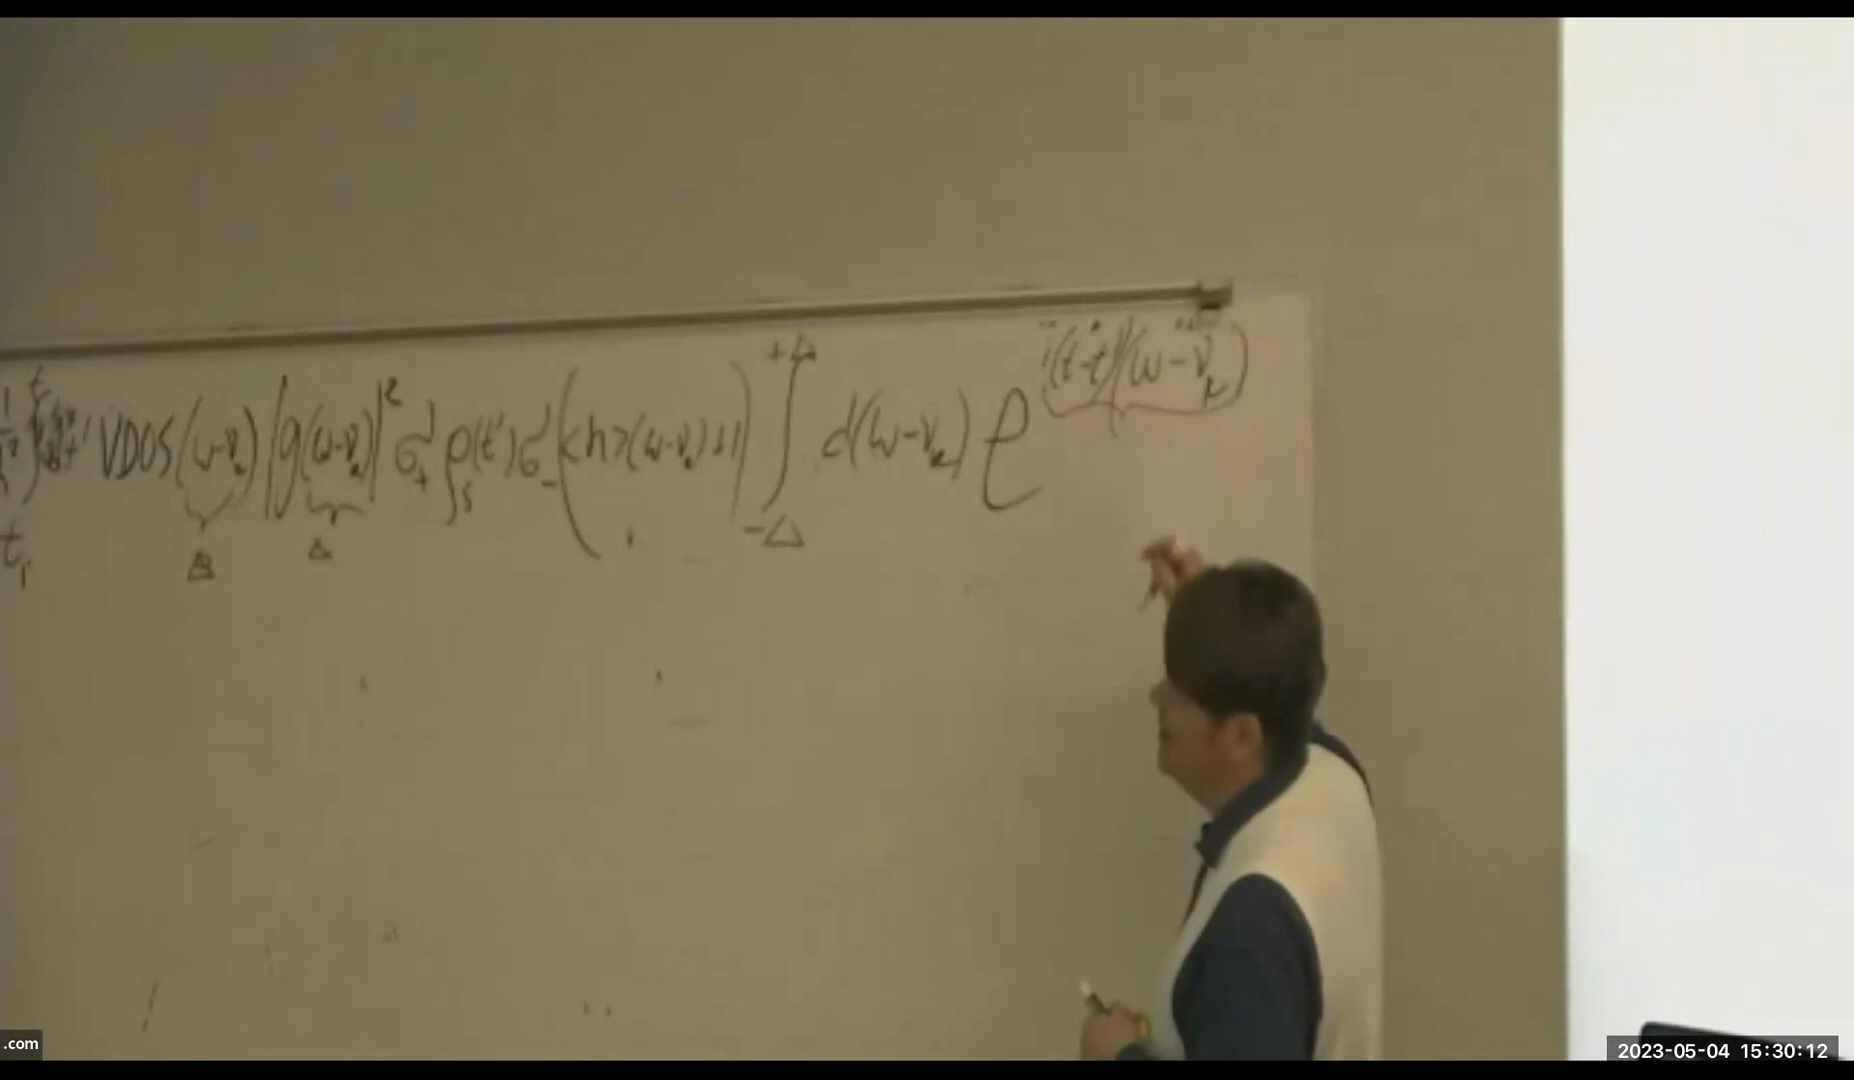 +Δ i(t-t')(ω-ν_k)
VDOS(ω-ν_k) |g(ω-ν_k)|² σ_+ ρ_s(t') σ_- (<n>(ω-ν_k)+1) ∫ d(ω-ν_k) e
t_1 Δ Δ -Δ
.com
2023-05-04 15:30:12